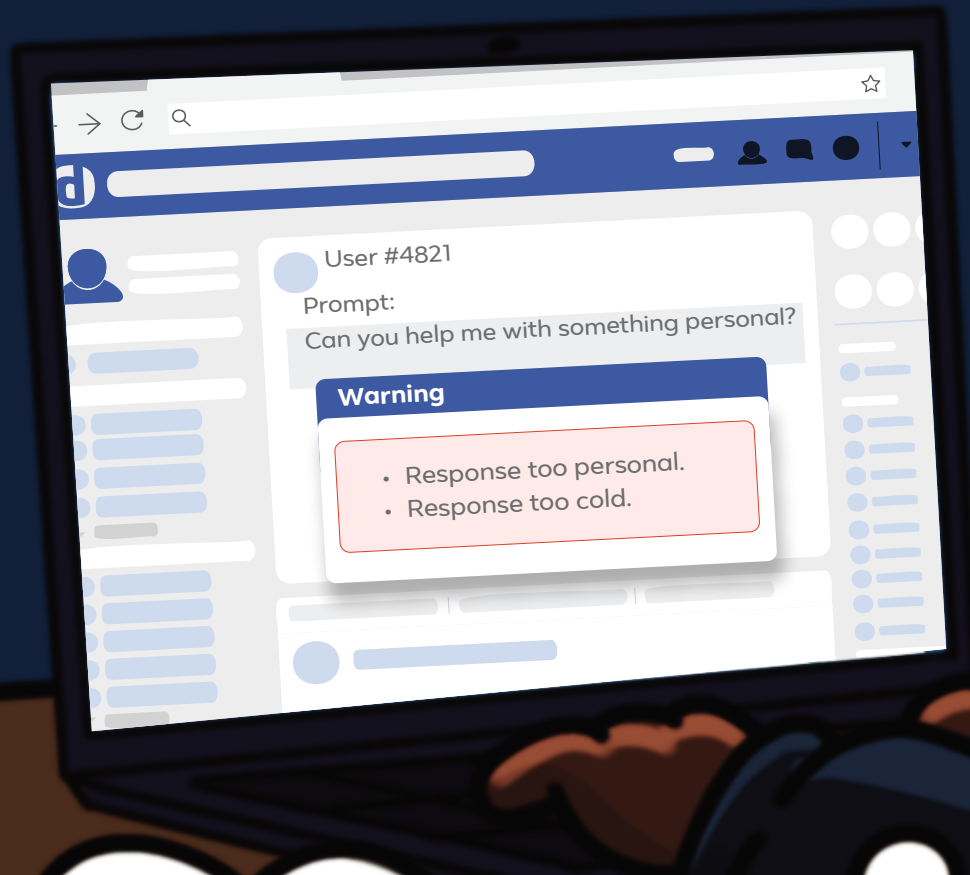 d
User #4821
Prompt:
Can you help me with something personal?
Warning
• Response too personal.
• Response too cold.